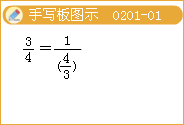 手写板图示 0201-01
3/4 = 1/(4/3)